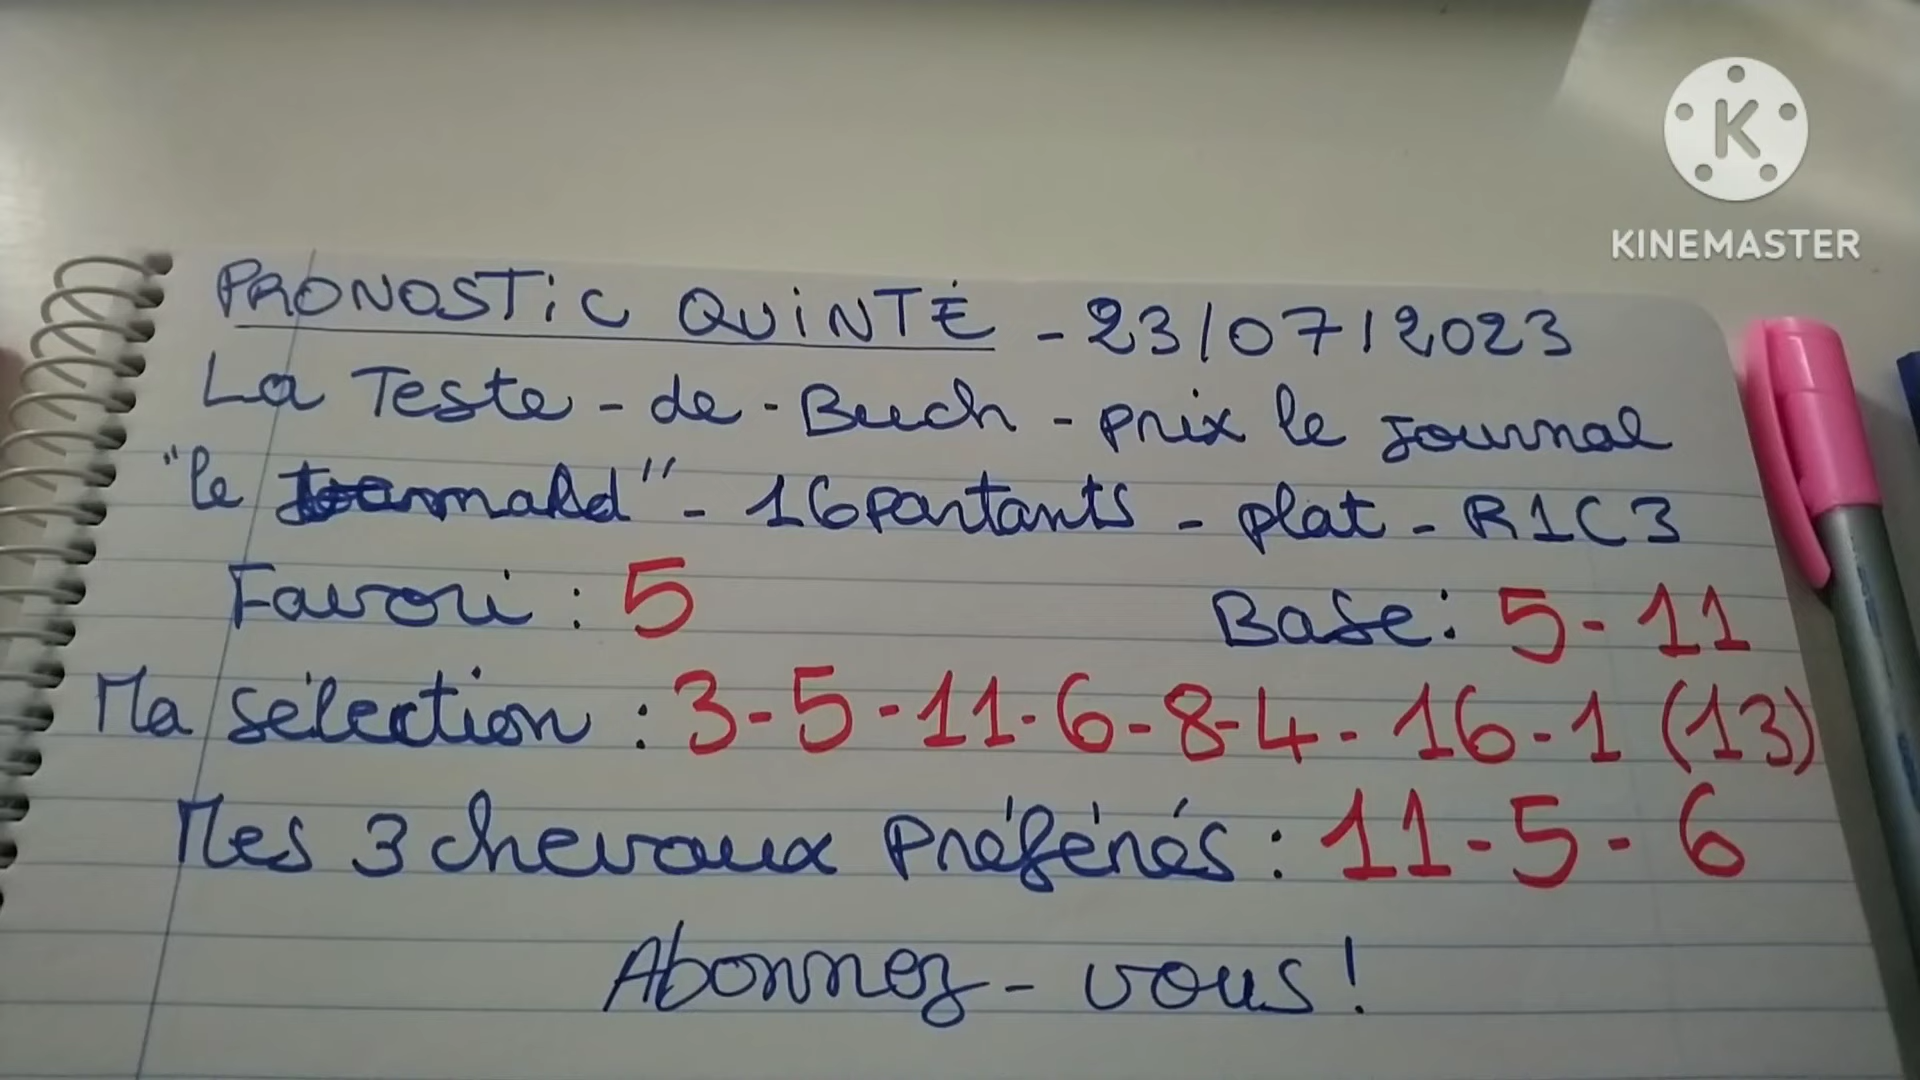 K
KINEMASTER
PRONOSTiC QUiNTÉ - 23/07/2023
La Teste - de - Buch - prix le journal
"le " - 16 partants - plat - R1C3
Favori : 5 Base : 5 - 11
Ma sélection : 3 - 5 - 11 - 6 - 8 - 4 - 16 - 1 (13)
Mes 3 chevaux préférés : 11 - 5 - 6
Abonnez - vous !